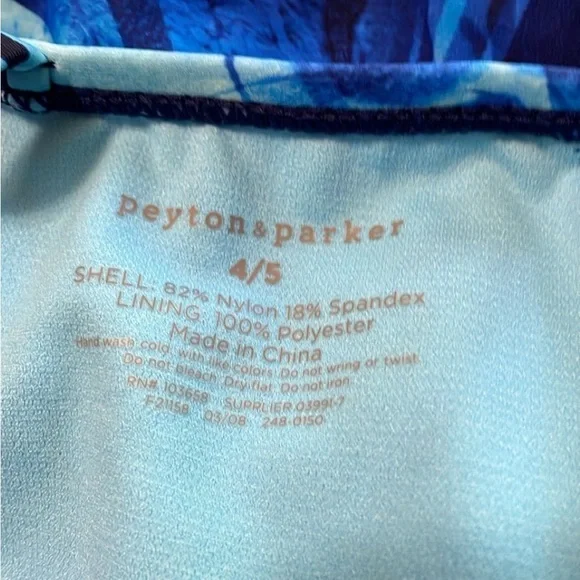 peyton&parker
4/5
SHELL: 82% Nylon 18% Spandex
LINING: 100% Polyester
Made in China
Hand wash cold, with like colors. Do not wring or twist.
Do not bleach. Dry flat. Do not iron.
RN# 103658 SUPPLIER 03991-7
F21158 03/08 248-0150